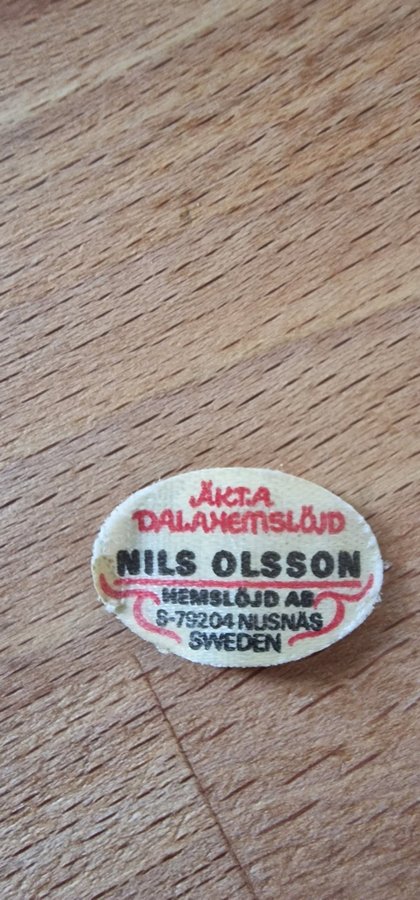 ÄKTA
DALAHEMSLÖJD
NILS OLSSON
HEMSLÖJD AB
S-79204 NUSNÄS
SWEDEN